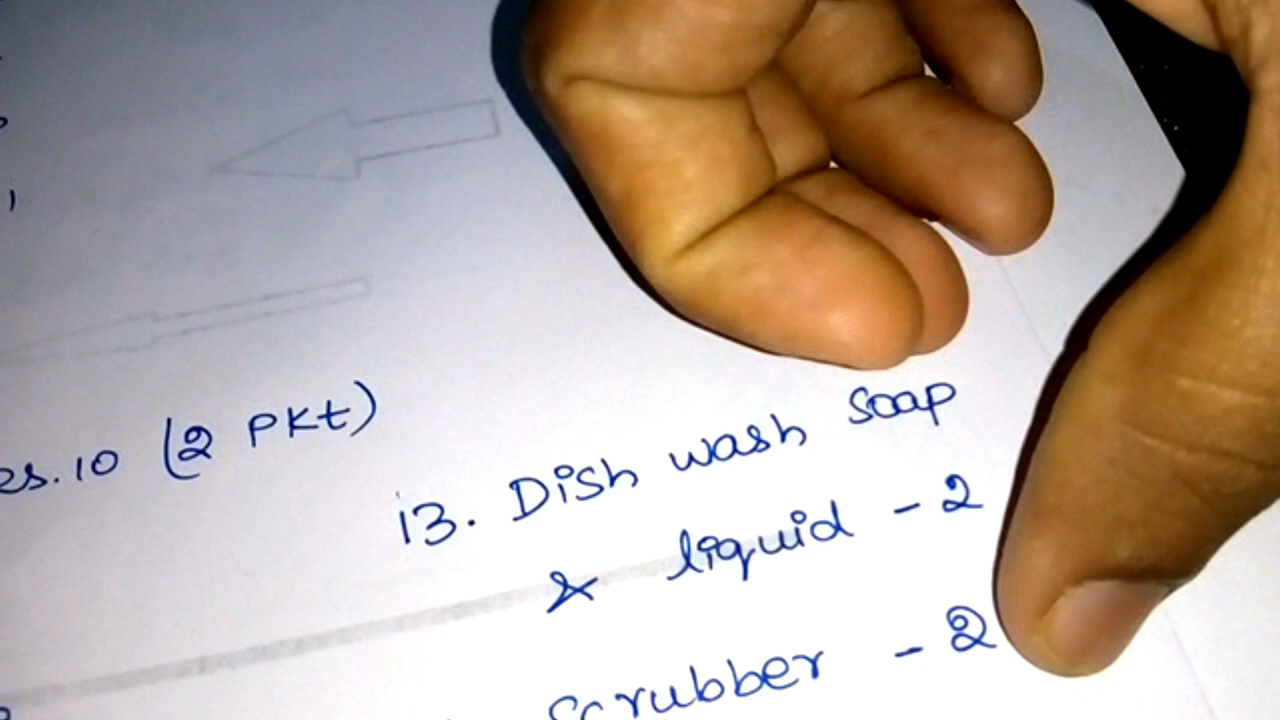 es.10 (2 PKt)
13. Dish wash soap
& liquid - 2
Scrubber - 2